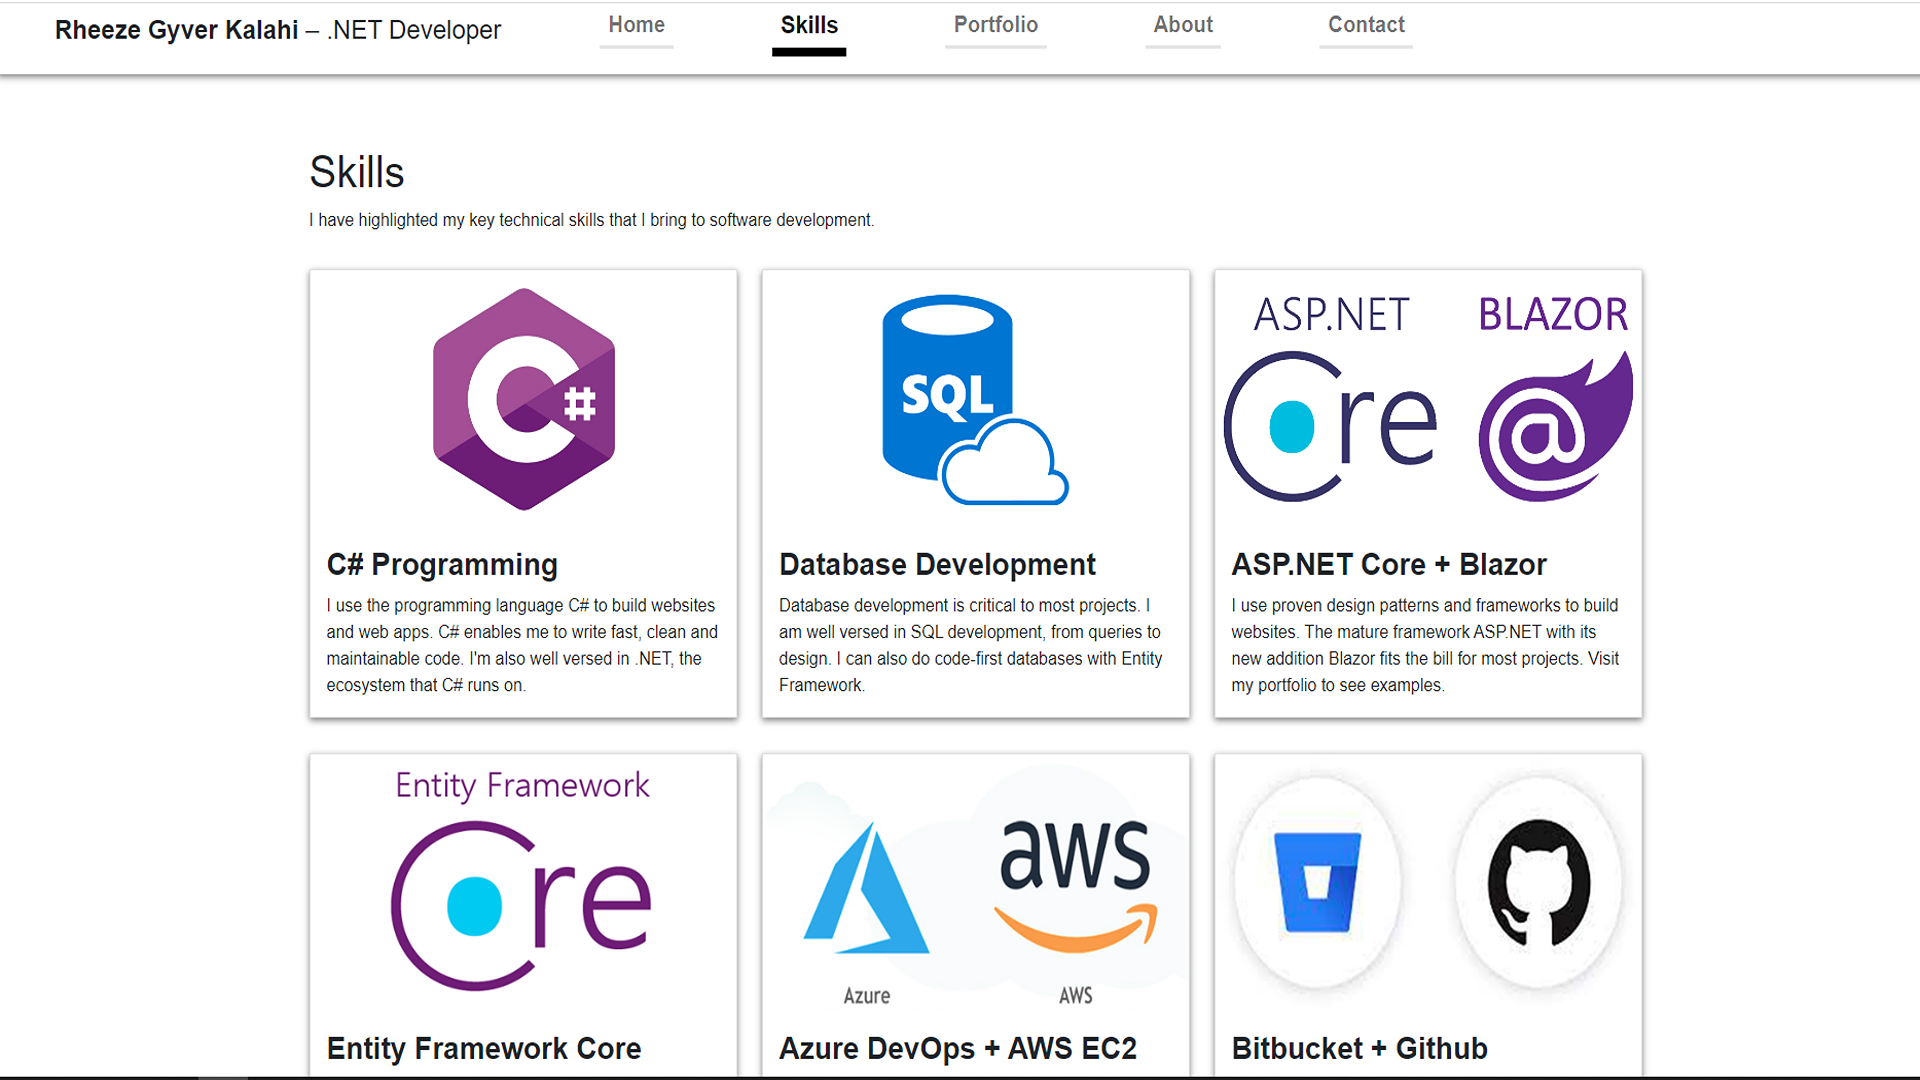 Rheeze Gyver Kalahi – .NET Developer
Home
Skills
Portfolio
About
Contact
Skills
I have highlighted my key technical skills that I bring to software development.
C#
C# Programming
I use the programming language C# to build websites
and web apps. C# enables me to write fast, clean and
maintainable code. I'm also well versed in .NET, the
ecosystem that C# runs on.
SQL
Database Development
Database development is critical to most projects. I
am well versed in SQL development, from queries to
design. I can also do code-first databases with Entity
Framework.
ASP.NET
Core
BLAZOR
@
ASP.NET Core + Blazor
I use proven design patterns and frameworks to build
websites. The mature framework ASP.NET with its
new addition Blazor fits the bill for most projects. Visit
my portfolio to see examples.
Entity Framework
Core
Entity Framework Core
aws
Azure
AWS
Azure DevOps + AWS EC2
Bitbucket + Github